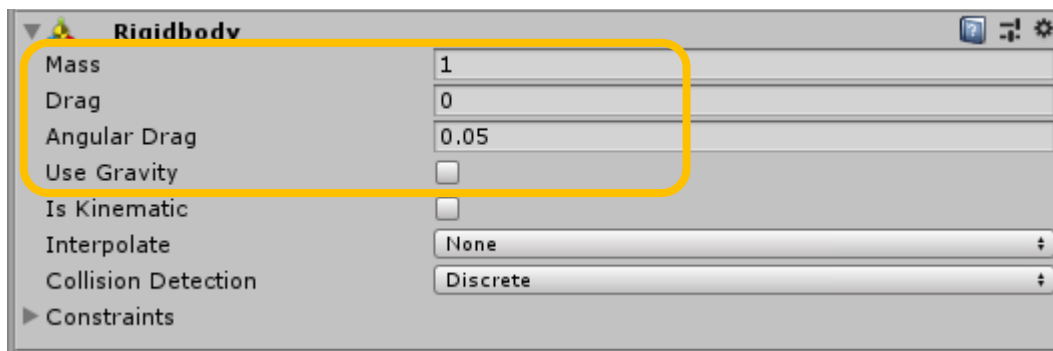 Rigidbody
Mass 1
Drag 0
Angular Drag 0.05
Use Gravity
Is Kinematic
Interpolate None
Collision Detection Discrete
Constraints